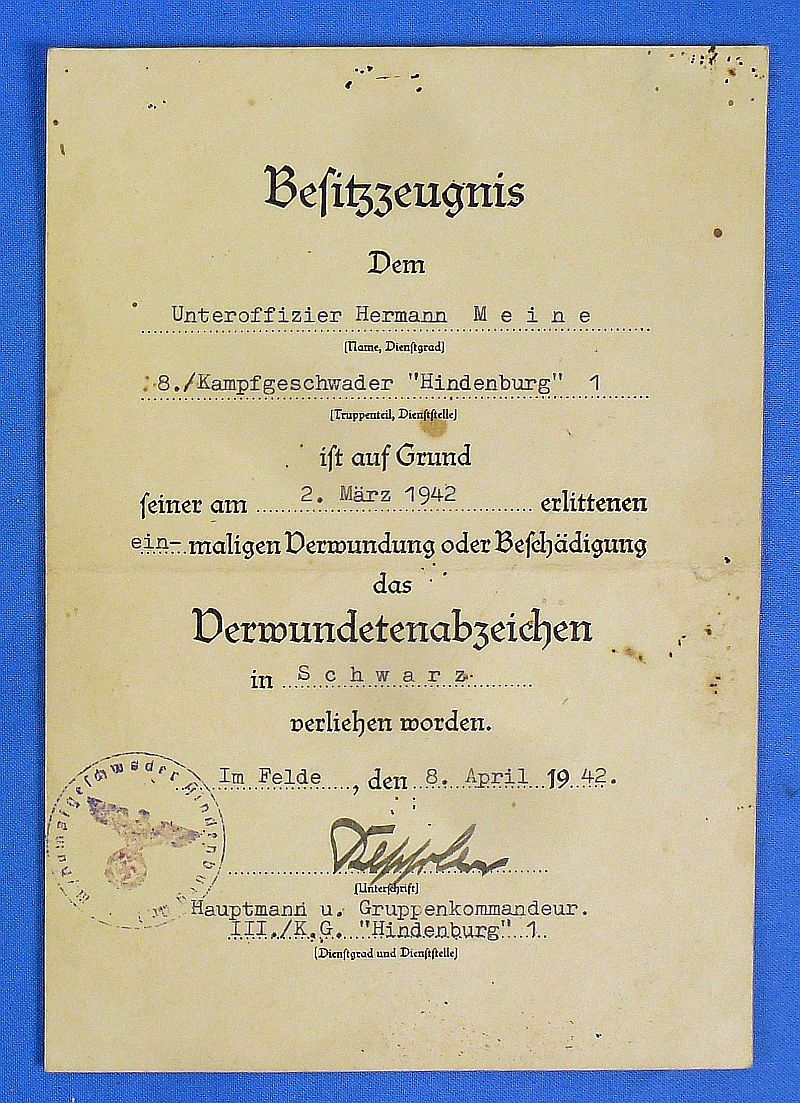 Besitzzeugnis
Dem
Unteroffizier Hermann M e i n e
(Name, Dienstgrad)
8./Kampfgeschwader "Hindenburg" 1
(Truppenteil, Dienststelle)
ist auf Grund
seiner am 2. März 1942 erlittenen
ein- maligen Verwundung oder Beschädigung
das
Verwundetenabzeichen
in S c h w a r z
verliehen worden.
Im Felde, den 8. April 1942.
(Unterschrift)
Hauptmann u. Gruppenkommandeur.
III./K.G. "Hindenburg" 1
(Dienstgrad und Dienststelle)
Kampfgeschwader Hindenburg